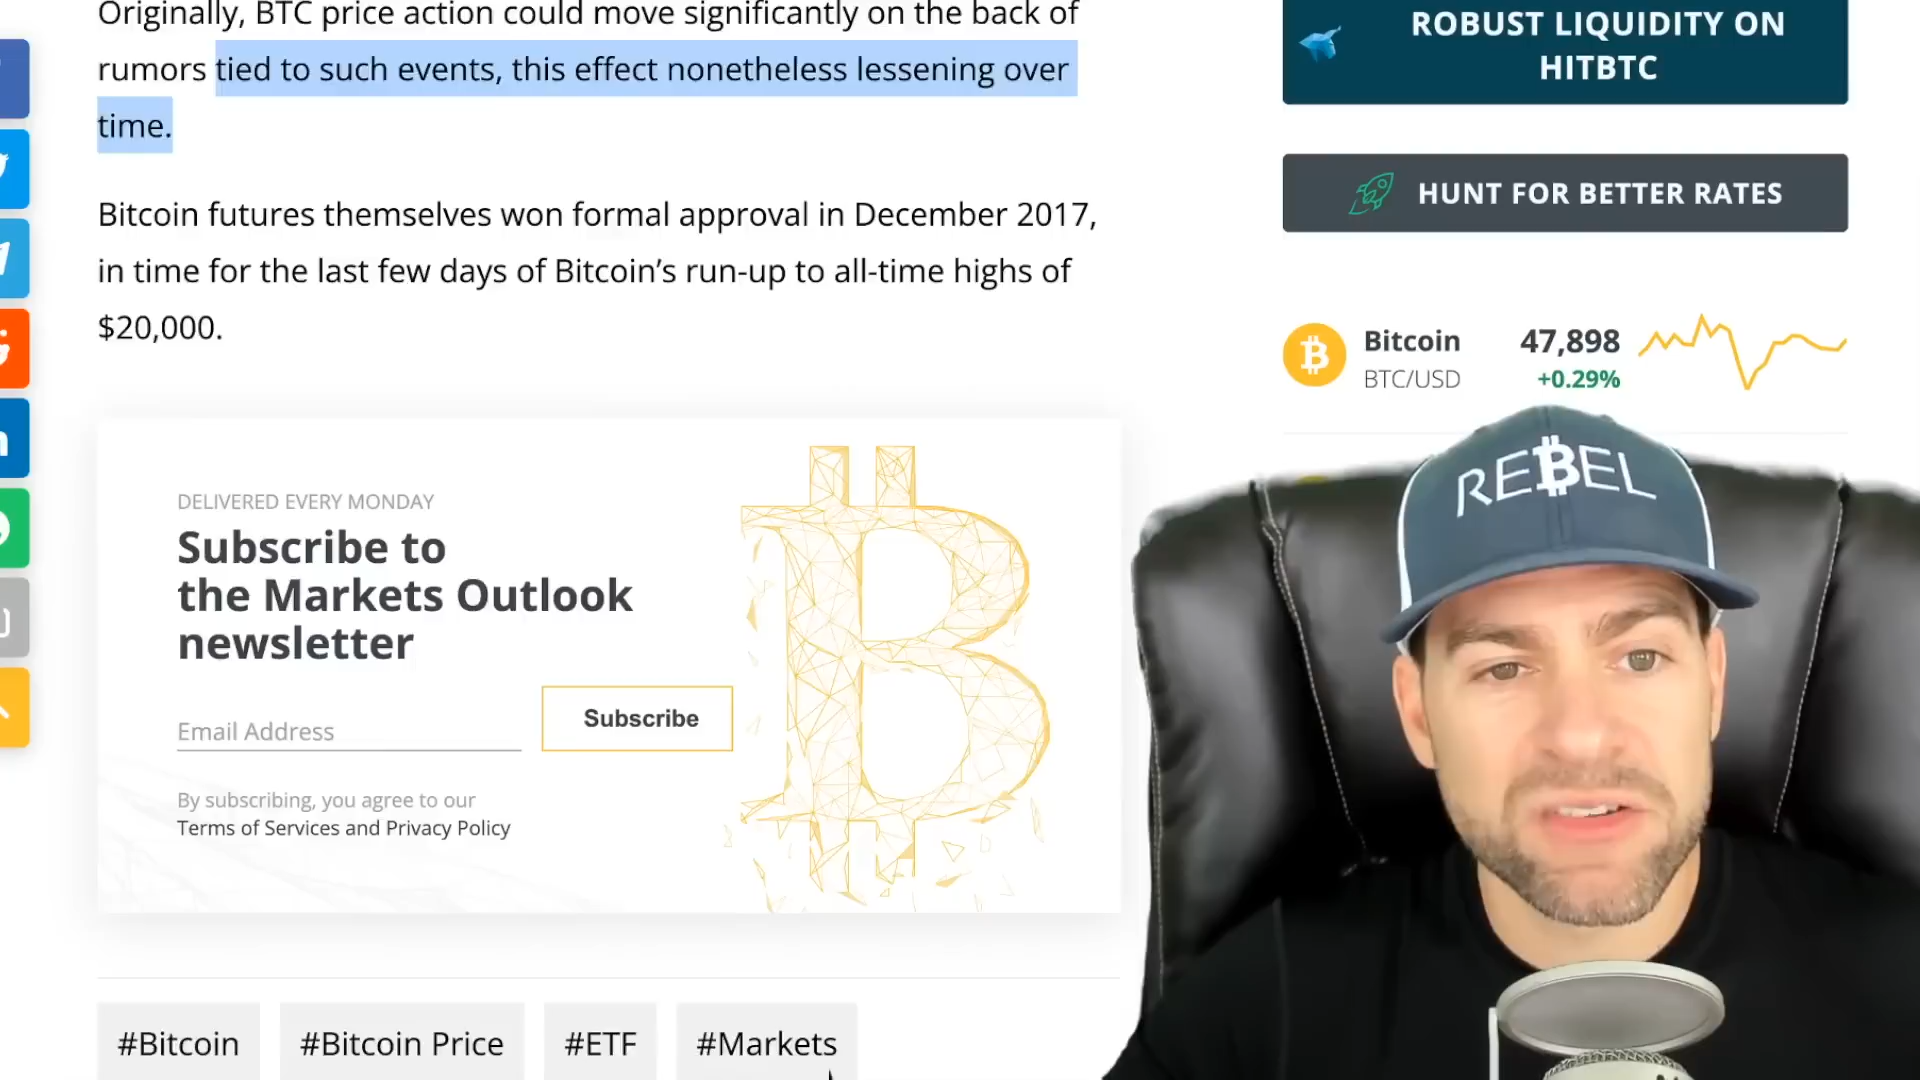 Originally, BTC price action could move significantly on the back of
rumors tied to such events, this effect nonetheless lessening over
time.
Bitcoin futures themselves won formal approval in December 2017,
in time for the last few days of Bitcoin’s run-up to all-time highs of
$20,000.
DELIVERED EVERY MONDAY
Subscribe to
the Markets Outlook
newsletter
Email Address
Subscribe
By subscribing, you agree to our
Terms of Services and Privacy Policy
#Bitcoin
#Bitcoin Price
#ETF
#Markets
ROBUST LIQUIDITY ON
HITBTC
HUNT FOR BETTER RATES
Bitcoin 47,898
BTC/USD +0.29%
RE₿EL